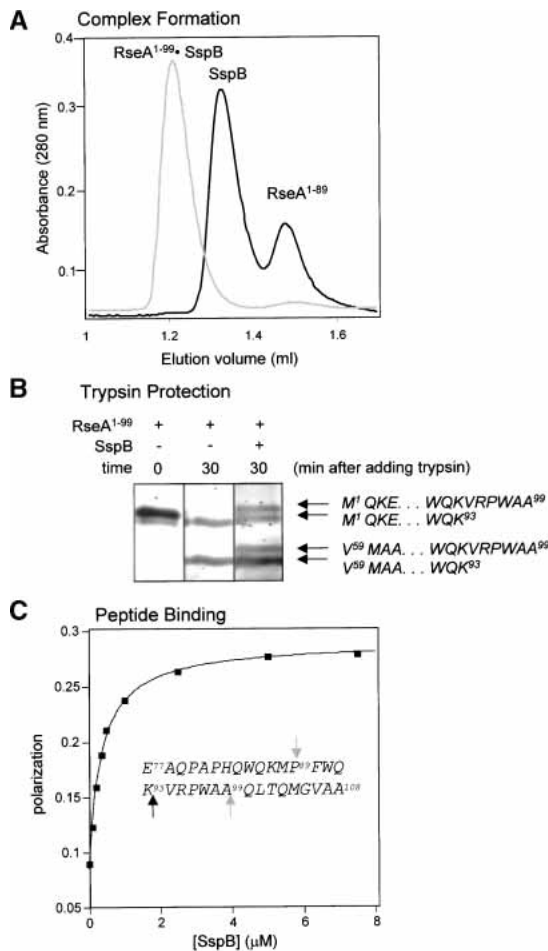 A Complex Formation
RseA1-99• SspB
SspB
RseA1-89
Absorbance (280 nm)
0.4
0.3
0.2
0.1
1 1.2 1.4 1.6
Elution volume (ml)
B Trypsin Protection
RseA1-99 + + +
SspB - - +
time 0 30 30 (min after adding trypsin)
M1 QKE... WQKVRPWAA99
M1 QKE... WQK93
V59 MAA... WQKVRPWAA99
V59 MAA... WQK93
C Peptide Binding
polarization
0.3
0.25
0.2
0.15
0.1
0.05
E77AQPAPHQWQKMP89FWQ
K93VRPWAA99QLTQMGVAA108
0 2 4 6 8
[SspB] (μM)